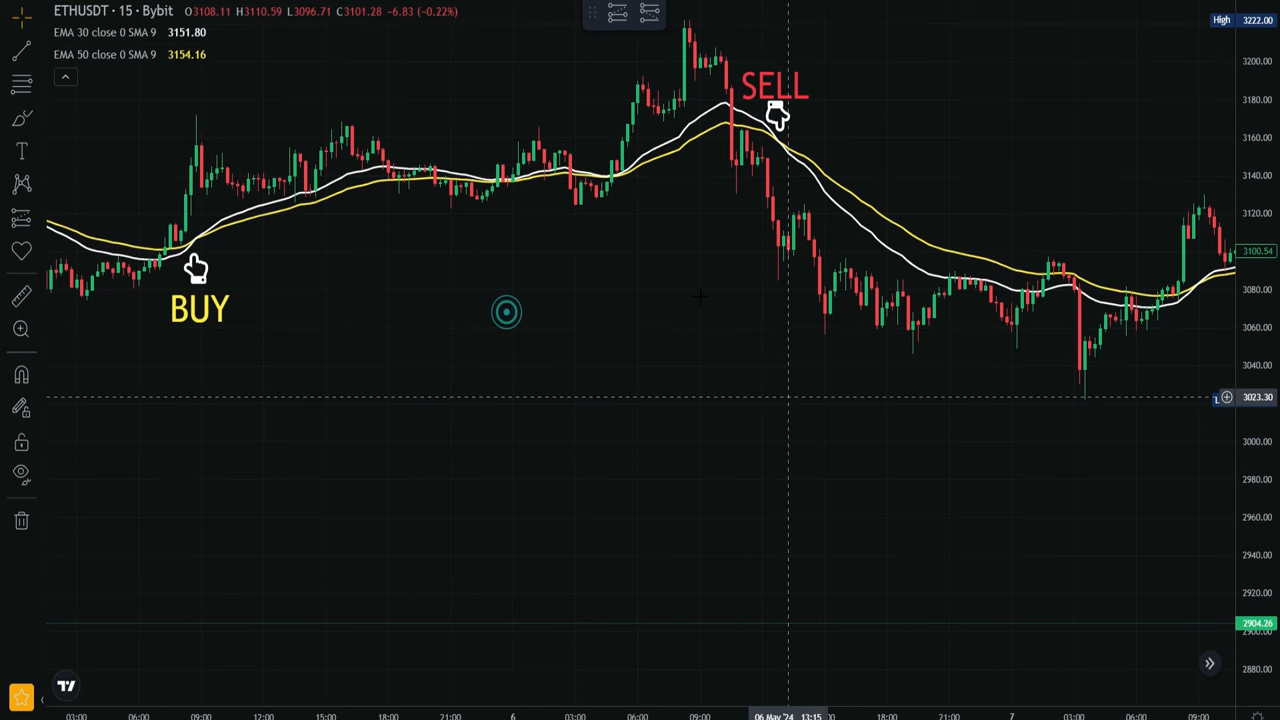 ETHUSDT · 15 · Bybit O3108.11 H3110.59 L3096.71 C3101.28 −6.83 (−0.22%)
EMA 30 close 0 SMA 9 3151.80
EMA 50 close 0 SMA 9 3154.16
High 3222.00
3200.00
SELL
3180.00
3160.00
3140.00
3120.00
3100.54
BUY
3080.00
3060.00
3040.00
L 3023.30
3000.00
2980.00
2960.00
2940.00
2920.00
2904.26
2900.00
2880.00
03:00 06:00 09:00 12:00 15:00 18:00 21:00 6 03:00 06:00 09:00 06 May '24 13:15 18:00 21:00 7 03:00 06:00 09:00